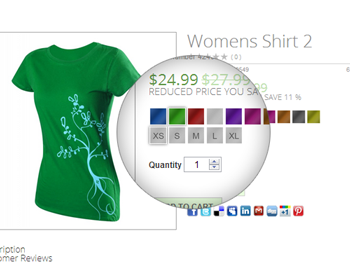 Womens Shirt 2
(0)
$24.99 $27.99
REDUCED PRICE YOU SAVE 11 %
XS S M L XL
Quantity 1
TO CART
ription
omer Reviews